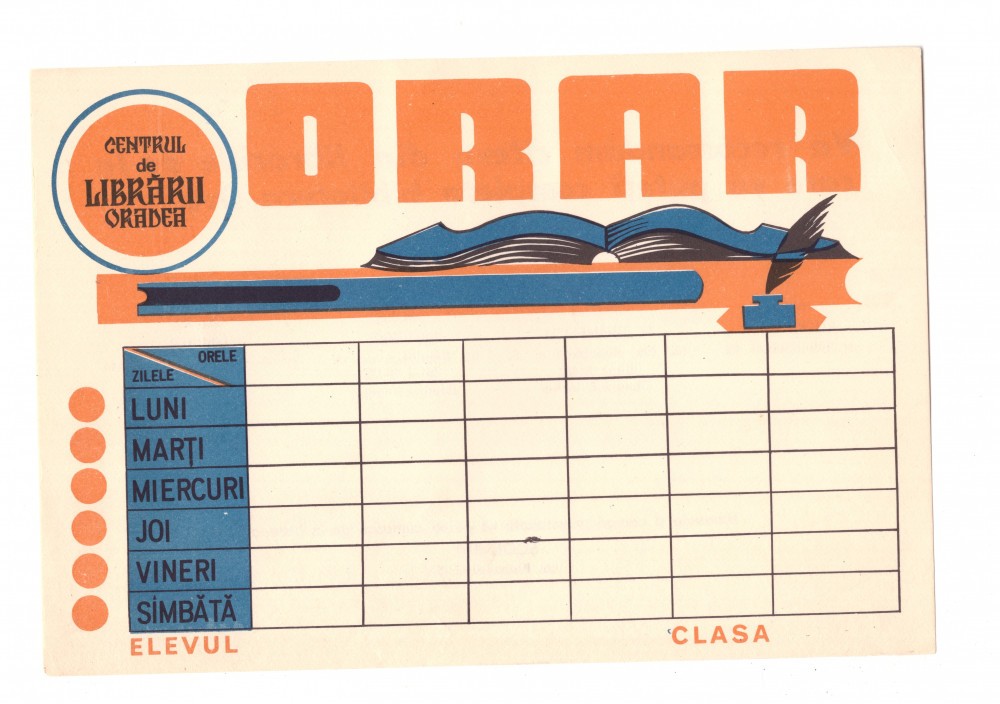 CENTRUL
de
LIBRĂRII
ORADEA
ORAR
ORELE
ZILELE
LUNI
MARȚI
MIERCURI
JOI
VINERI
SÎMBĂTĂ
ELEVUL
CLASA